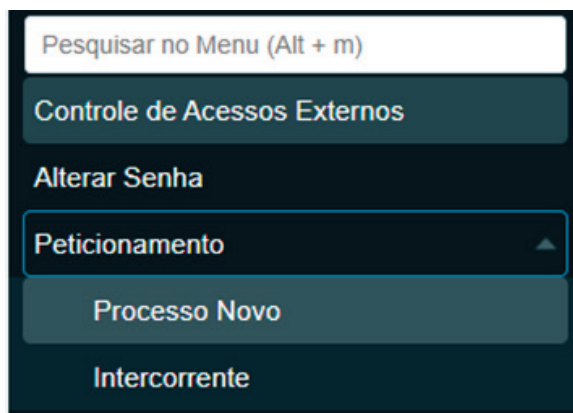 Pesquisar no Menu (Alt + m)
Controle de Acessos Externos
Alterar Senha
Peticionamento
Processo Novo
Intercorrente